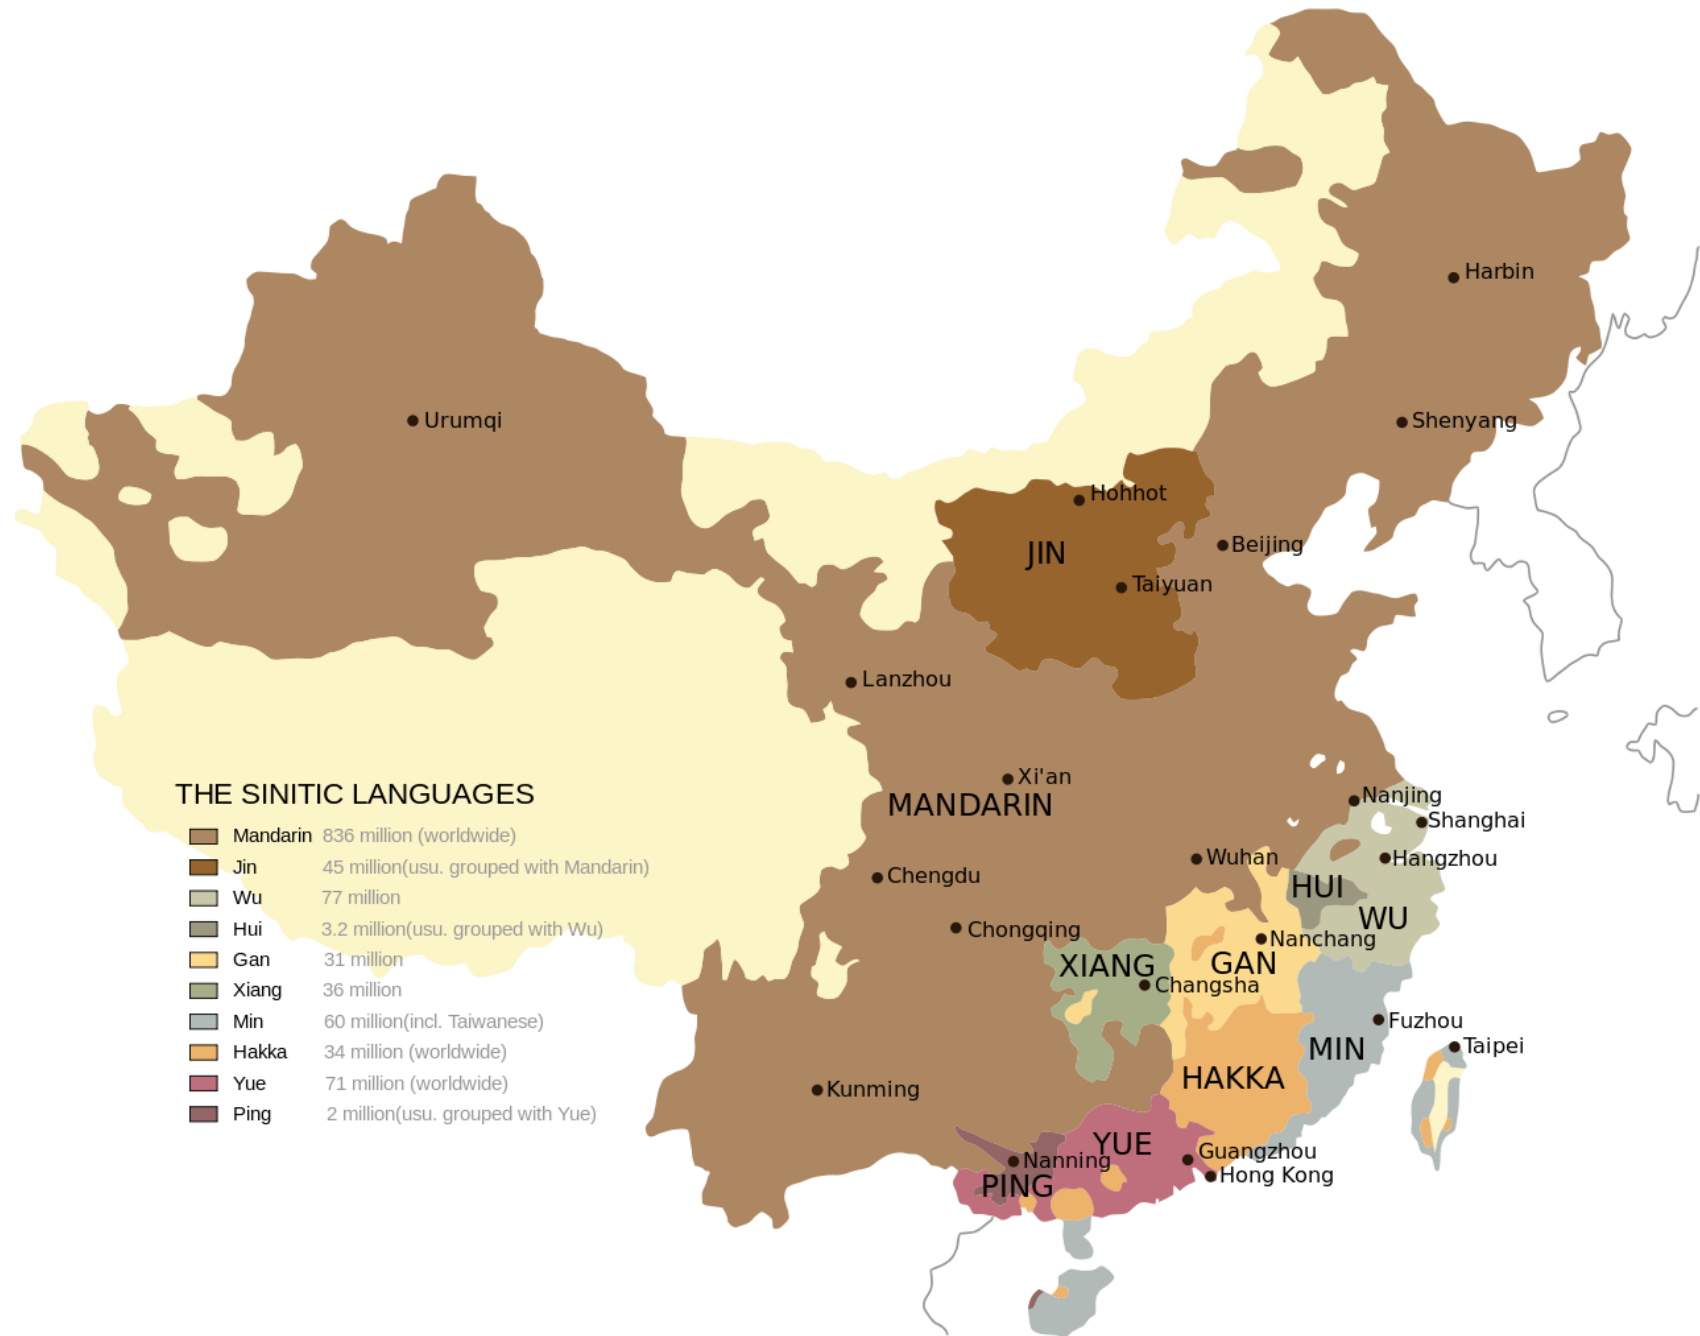 Harbin
Urumqi
Shenyang
Hohhot
Beijing
JIN
Taiyuan
Lanzhou
Xi'an
MANDARIN
Nanjing
Shanghai
Wuhan
Hangzhou
Chengdu
HUI
WU
Chongqing
Nanchang
XIANG
GAN
Changsha
Fuzhou
Taipei
MIN
HAKKA
Kunming
YUE
Guangzhou
Nanning
Hong Kong
PING
THE SINITIC LANGUAGES
Mandarin 836 million (worldwide)
Jin 45 million(usu. grouped with Mandarin)
Wu 77 million
Hui 3.2 million(usu. grouped with Wu)
Gan 31 million
Xiang 36 million
Min 60 million(incl. Taiwanese)
Hakka 34 million (worldwide)
Yue 71 million (worldwide)
Ping 2 million(usu. grouped with Yue)